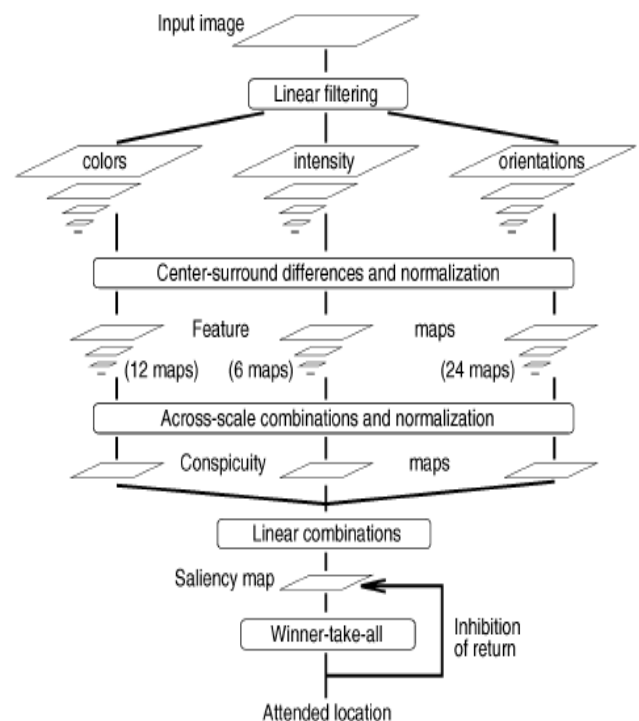 Input image
Linear filtering
colors
intensity
orientations
Center-surround differences and normalization
Feature maps
(12 maps)
(6 maps)
(24 maps)
Across-scale combinations and normalization
Conspicuity maps
Linear combinations
Saliency map
Winner-take-all
Inhibition
of return
Attended location